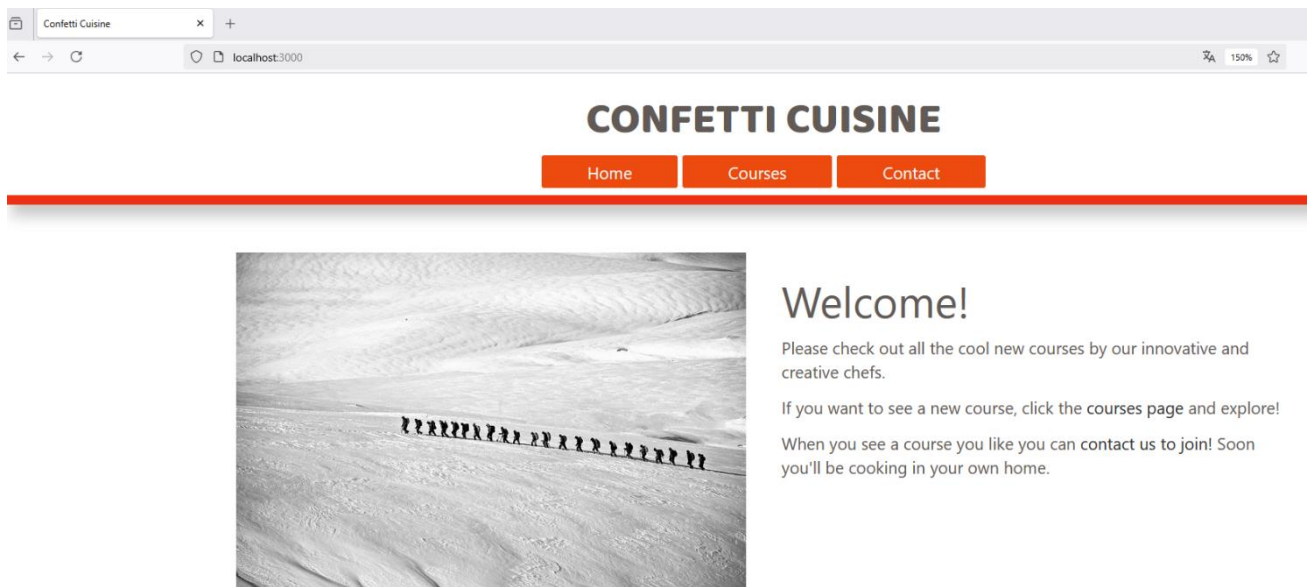 Confetti Cuisine
localhost:3000
150%
CONFETTI CUISINE
Home Courses Contact
Welcome!
Please check out all the cool new courses by our innovative and
creative chefs.
If you want to see a new course, click the courses page and explore!
When you see a course you like you can contact us to join! Soon
you'll be cooking in your own home.